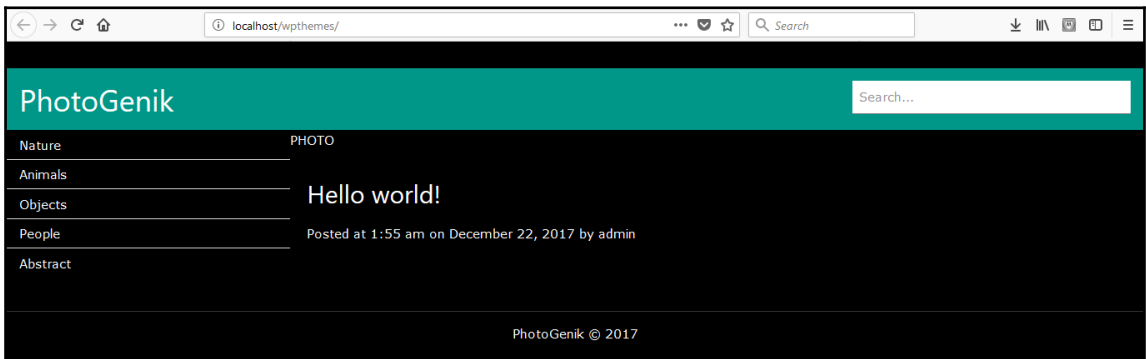 localhost/wpthemes/
Search
PhotoGenik
Search...
Nature
Animals
Objects
People
Abstract
PHOTO
Hello world!
Posted at 1:55 am on December 22, 2017 by admin
PhotoGenik © 2017